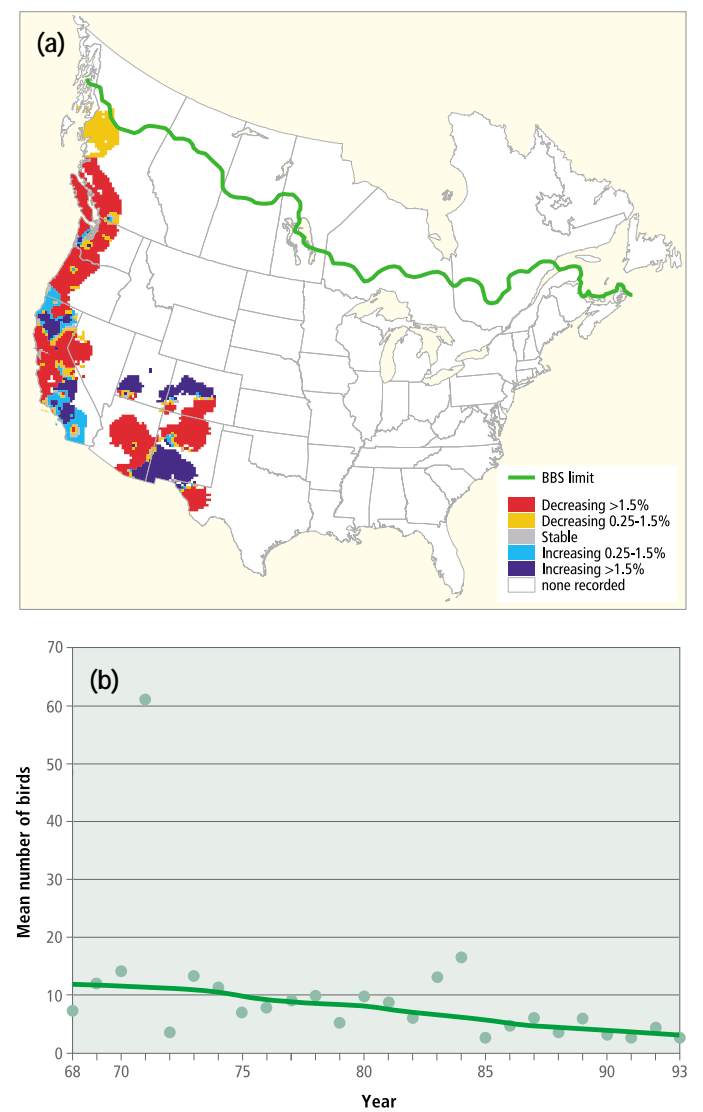 (a)
BBS limit
Decreasing >1.5%
Decreasing 0.25-1.5%
Stable
Increasing 0.25-1.5%
Increasing >1.5%
none recorded
(b)
70
60
50
40
30
20
10
0
Mean number of birds
68 70 75 80 85 90 93
Year